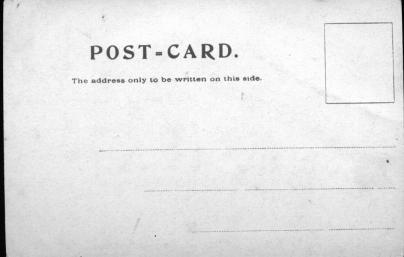 POST=CARD.
The address only to be written on this side.